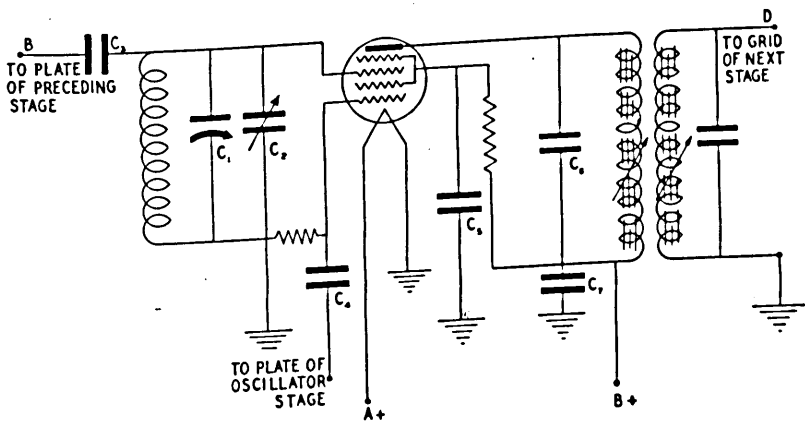 B
C₃
TO PLATE
OF PRECEDING
STAGE
C₁
C₂
C₄
TO PLATE OF
OSCILLATOR
STAGE
A+
C₅
C₆
C₇
B+
D
TO GRID
OF NEXT
STAGE